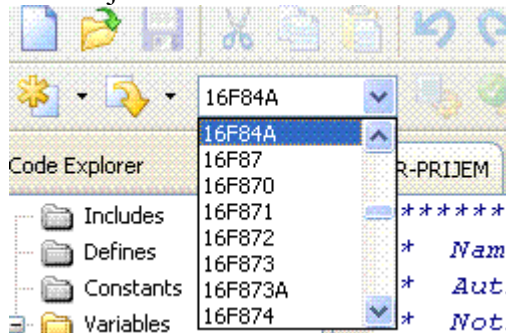 16F84A
16F84A
16F87
16F870
16F871
16F872
16F873
16F873A
16F874
Code Explorer
Includes
Defines
Constants
Variables
R-PRIJEM
******
* Nam
* Aut
* Not